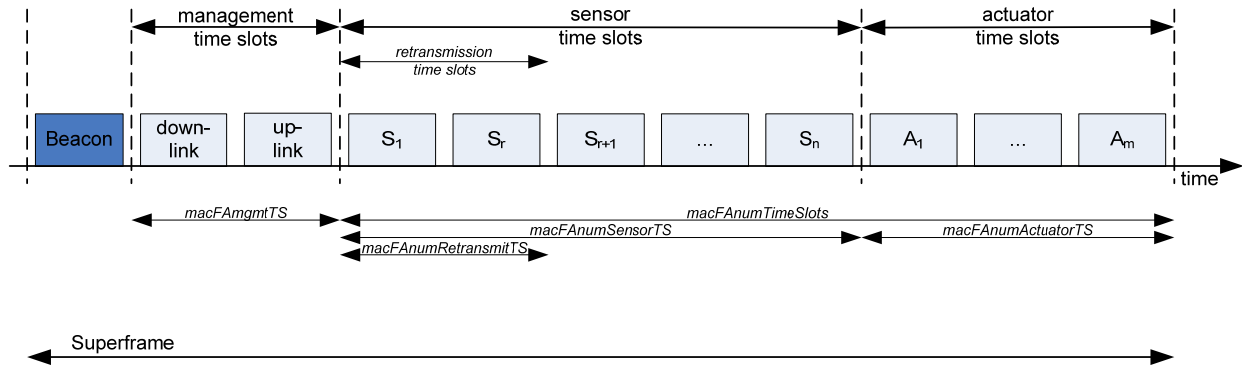 management
time slots
sensor
time slots
actuator
time slots
retransmission
time slots
Beacon
down-
link
up-
link
S1
Sr
Sr+1
...
Sn
A1
...
Am
time
macFAmgmtTS
macFAnumTimeSlots
macFAnumSensorTS
macFAnumActuatorTS
macFAnumRetransmitTS
Superframe